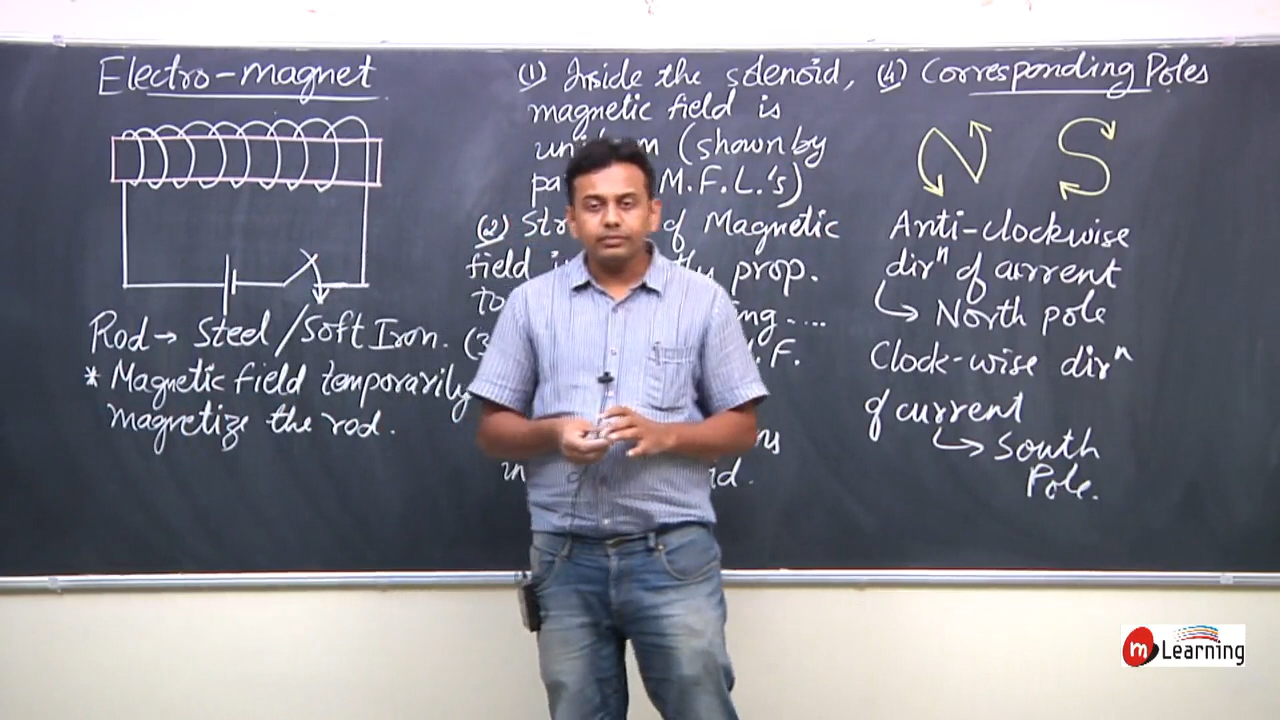 Electro-magnet
Rod → Steel / Soft Iron.
* Magnetic field temporarily
magnetize the rod.
(1) Inside the solenoid,
magnetic field is
(shown by
M.F.L.'s)
(2) of Magnetic
field prop.
to
(3) F.
(4) Corresponding Poles
N S
Anti-clockwise
dirⁿ of current
↳ North pole
Clock-wise dirⁿ
of current
↳ South
Pole.
m Learning